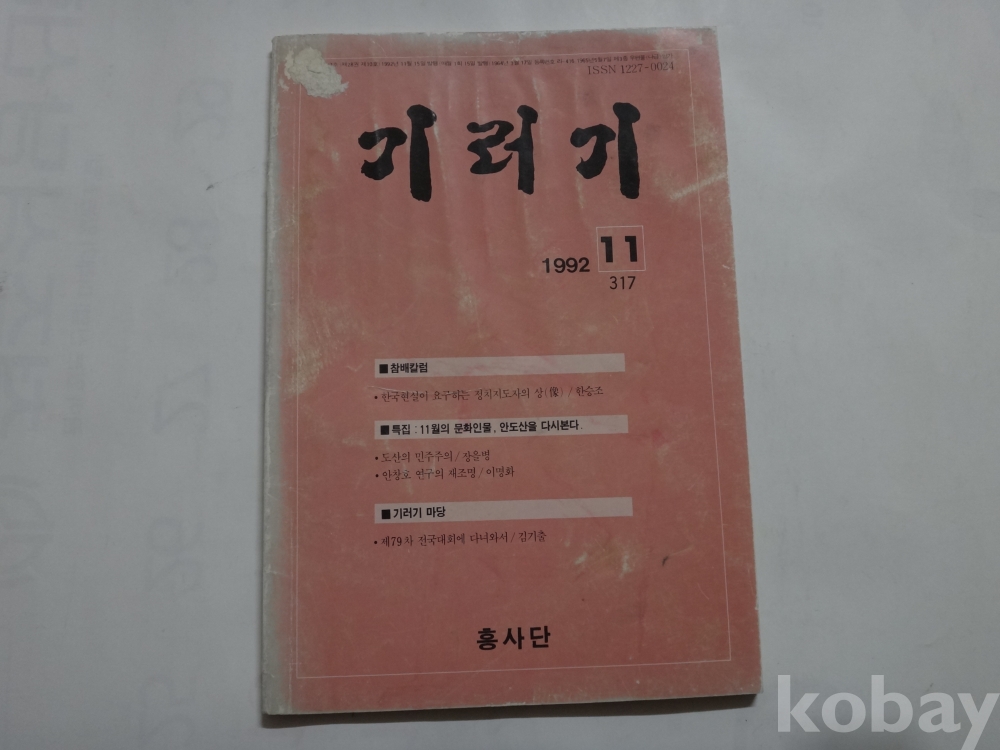 ISSN 1227-0024
기러기
1992 11
317
■ 참배칼럼
• 한국현실이 요구하는 정치지도자의 상(像) / 한승조
■ 특집 : 11월의 문화인물, 안도산을 다시본다.
• 도산의 민주주의 / 장을병
• 안창호 연구의 재조명 / 이명화
■ 기러기 마당
• 제79차 전국대회에 다녀와서 / 김기출
흥사단
kobay